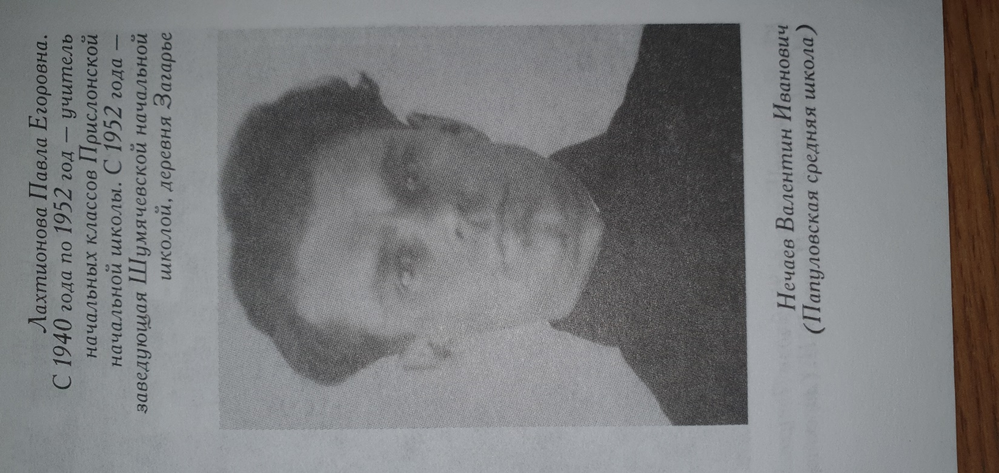 Лахтионова Павла Егоровна.
С 1940 года по 1952 год – учитель
начальных классов Прислонской
начальной школы. С 1952 года –
заведующая Шумячевской начальной
школой, деревня Загарье
Нечаев Валентин Иванович
(Папуловская средняя школа)